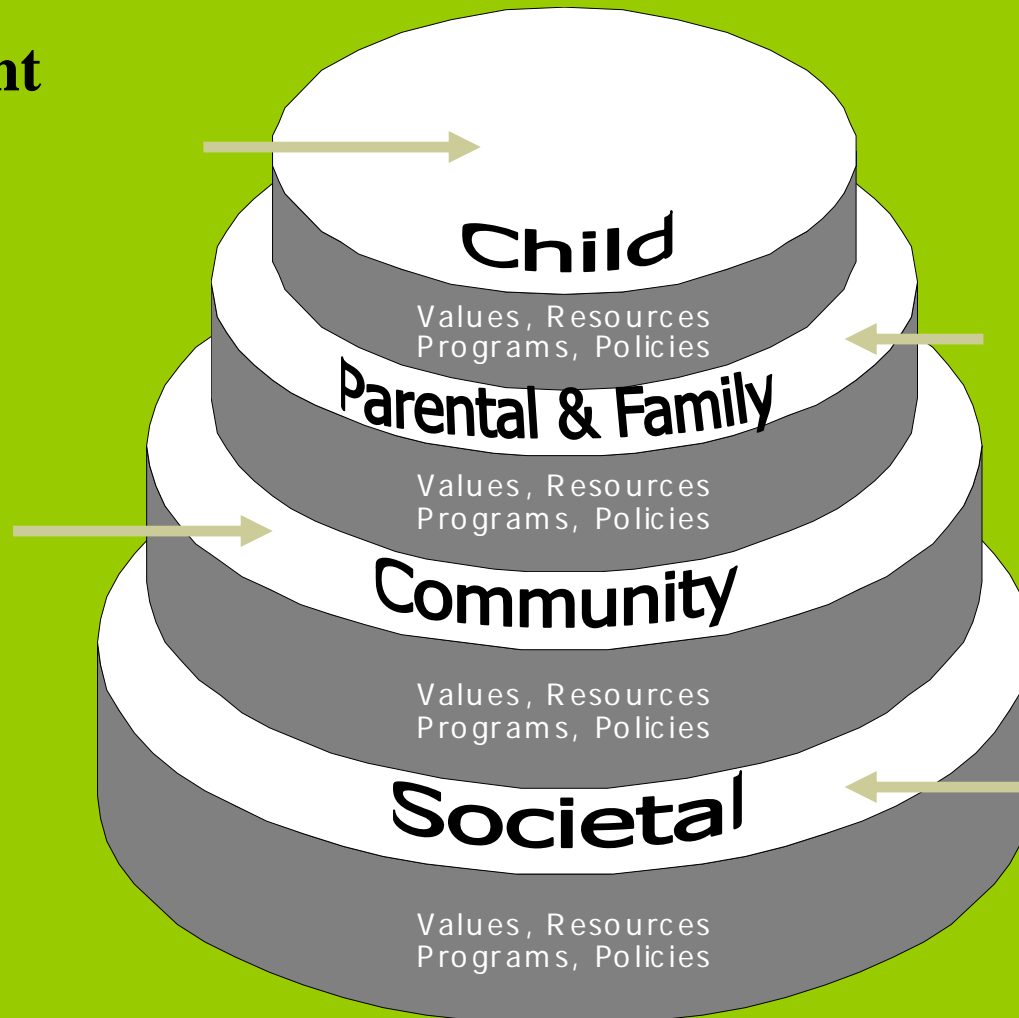 nt
Child
Values, Resources
Programs, Policies
Parental & Family
Values, Resources
Programs, Policies
Community
Values, Resources
Programs, Policies
Societal
Values, Resources
Programs, Policies